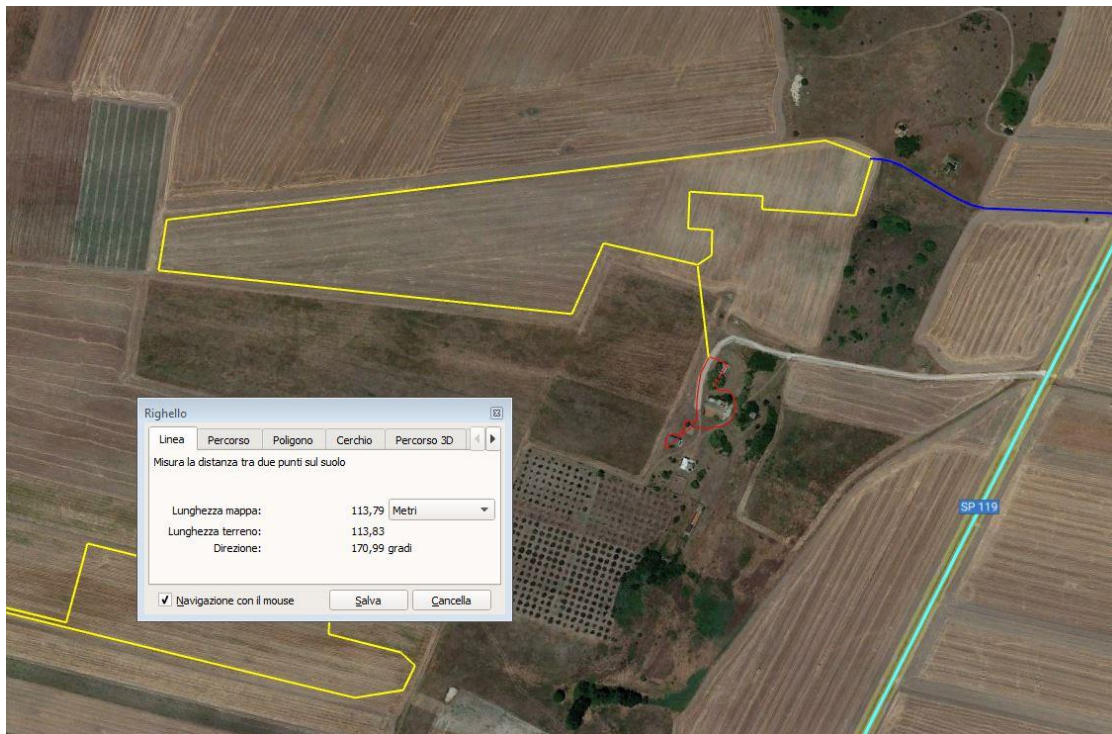 Righello
Linea Percorso Poligono Cerchio Percorso 3D
Misura la distanza tra due punti sul suolo
Lunghezza mappa: 113,79 Metri
Lunghezza terreno: 113,83
Direzione: 170,99 gradi
Navigazione con il mouse Salva Cancella
SP 119